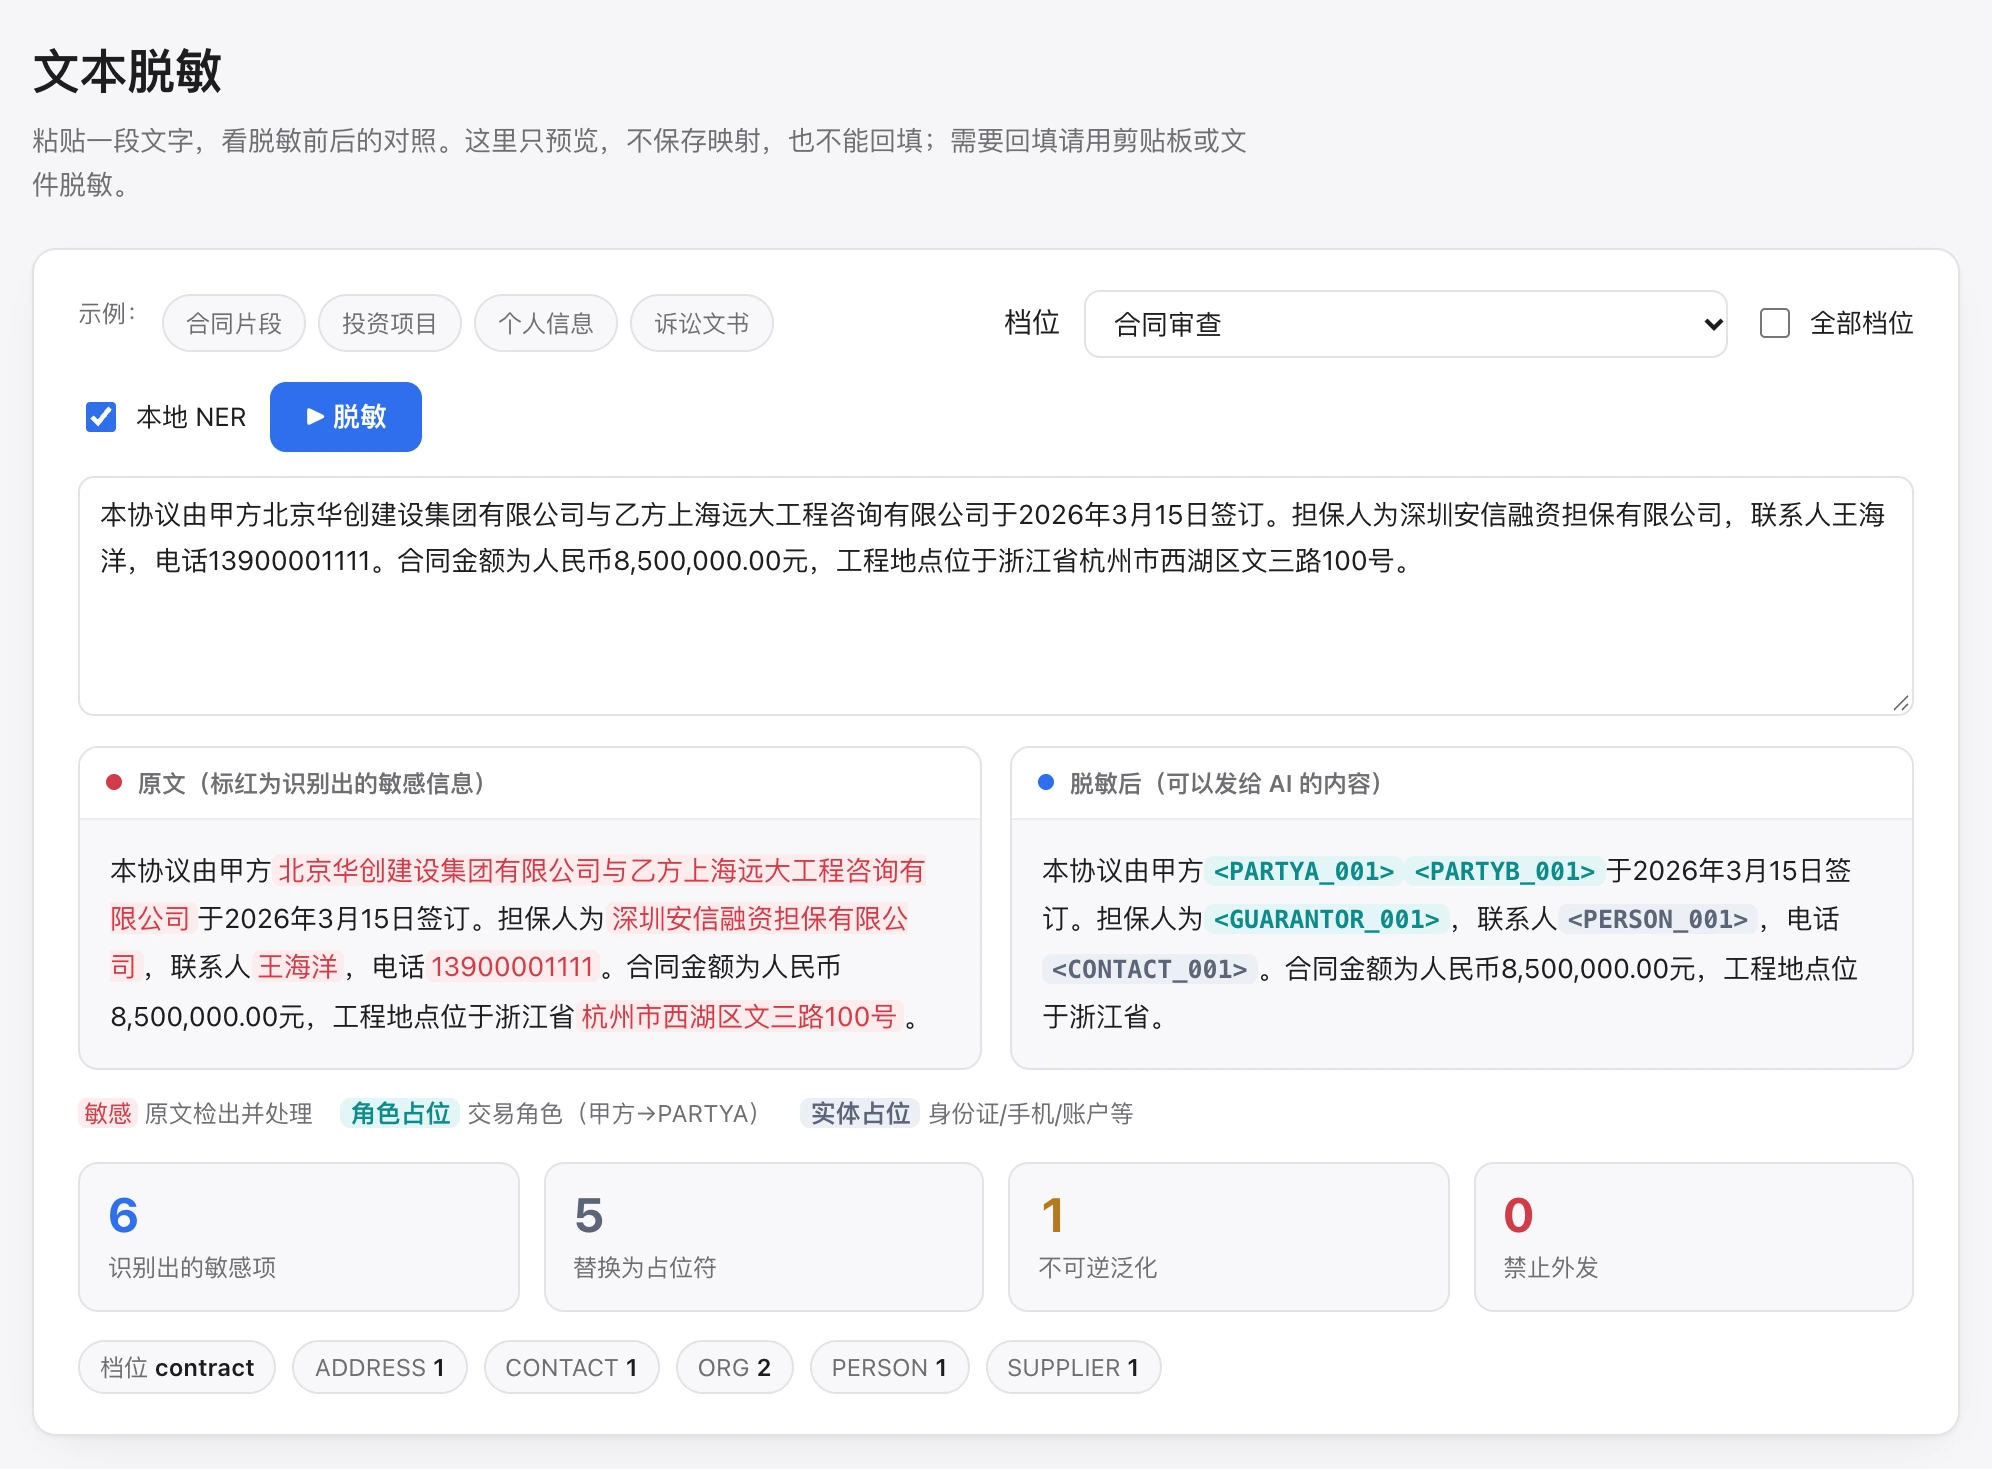 文本脱敏
粘贴一段文字，看脱敏前后的对照。这里只预览，不保存映射，也不能回填；需要回填请用剪贴板或文
件脱敏。
示例： 合同片段 投资项目 个人信息 诉讼文书 档位 合同审查 全部档位
本地 NER ▶ 脱敏
本协议由甲方北京华创建设集团有限公司与乙方上海远大工程咨询有限公司于2026年3月15日签订。担保人为深圳安信融资担保有限公司，联系人王海
洋，电话13900001111。合同金额为人民币8,500,000.00元，工程地点位于浙江省杭州市西湖区文三路100号。
原文（标红为识别出的敏感信息）
本协议由甲方北京华创建设集团有限公司与乙方上海远大工程咨询有
限公司于2026年3月15日签订。担保人为深圳安信融资担保有限公
司，联系人王海洋，电话13900001111。合同金额为人民币
8,500,000.00元，工程地点位于浙江省杭州市西湖区文三路100号。
脱敏后（可以发给 AI 的内容）
本协议由甲方<PARTYA_001><PARTYB_001>于2026年3月15日签
订。担保人为<GUARANTOR_001>，联系人<PERSON_001>，电话
<CONTACT_001>。合同金额为人民币8,500,000.00元，工程地点位
于浙江省。
敏感 原文检出并处理 角色占位 交易角色（甲方→PARTYA） 实体占位 身份证/手机/账户等
6
识别出的敏感项
5
替换为占位符
1
不可逆泛化
0
禁止外发
档位 contract ADDRESS 1 CONTACT 1 ORG 2 PERSON 1 SUPPLIER 1